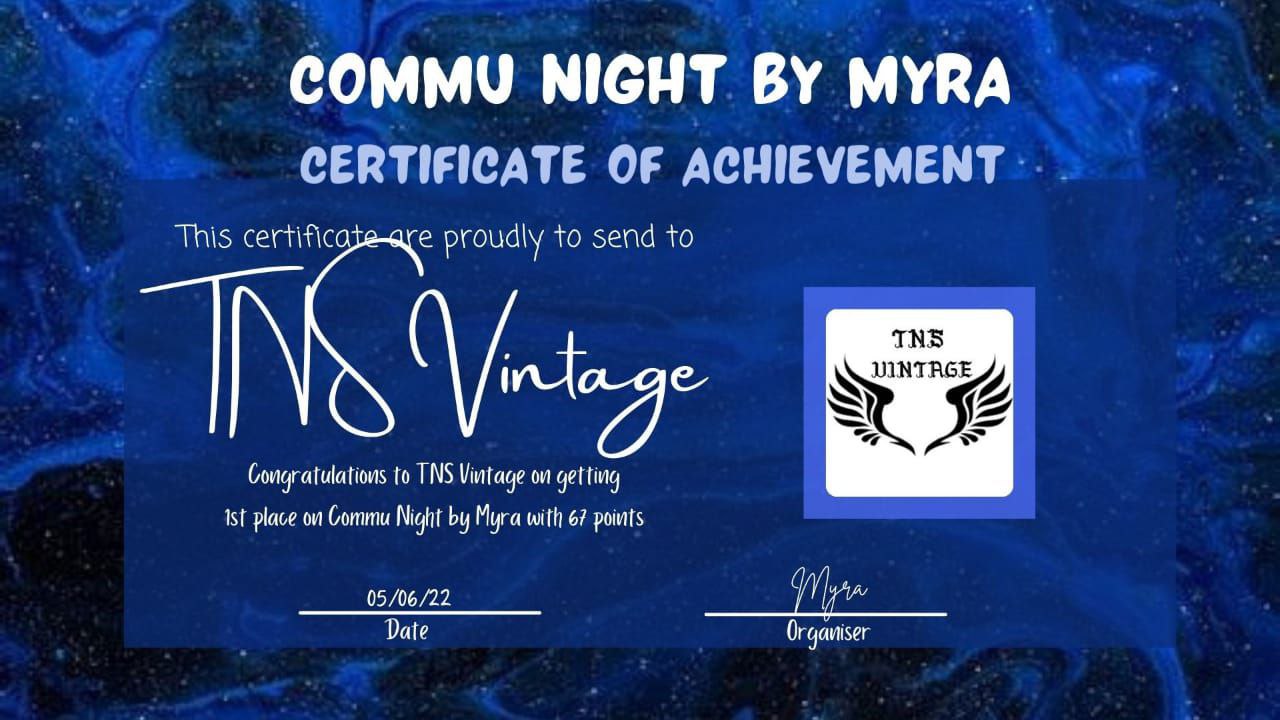 COMMU NIGHT BY MYRA
CERTIFICATE OF ACHIEVEMENT
This certificate are proudly to send to
TNS Vintage
TNS
VINTAGE
Congratulations to TNS Vintage on getting
1st place on Commu Night by Myra with 67 points
05/06/22
Date
Myra
Organiser